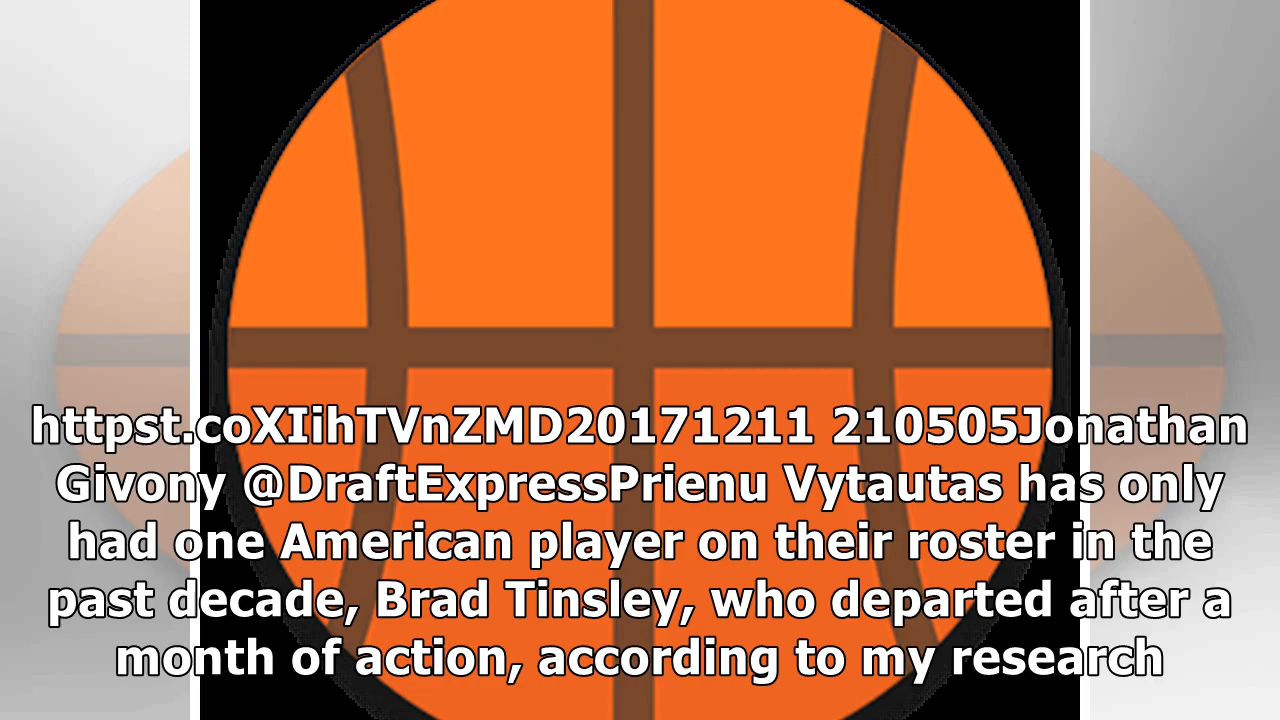 httpst.coXIihTVnZMD20171211 210505Jonathan
Givony @DraftExpressPrienu Vytautas has only
had one American player on their roster in the
past decade, Brad Tinsley, who departed after a
month of action, according to my research